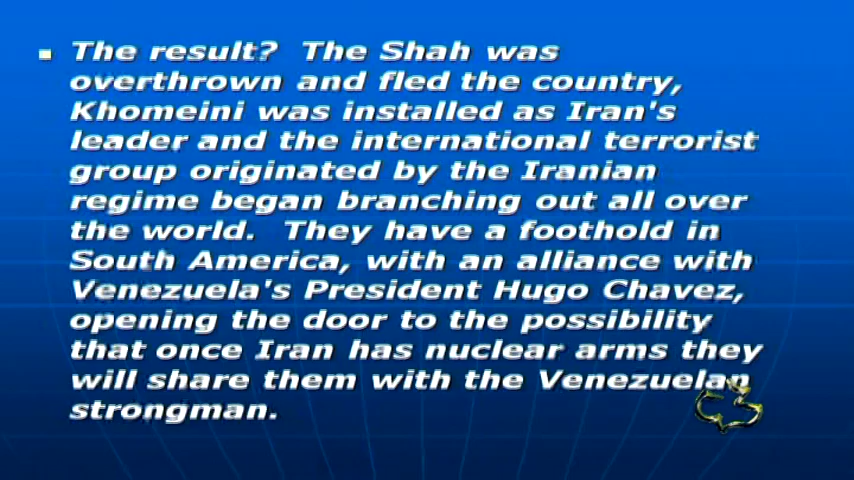 The result? The Shah was
overthrown and fled the country,
Khomeini was installed as Iran's
leader and the international terrorist
group originated by the Iranian
regime began branching out all over
the world. They have a foothold in
South America, with an alliance with
Venezuela's President Hugo Chavez,
opening the door to the possibility
that once Iran has nuclear arms they
will share them with the Venezuelan
strongman.